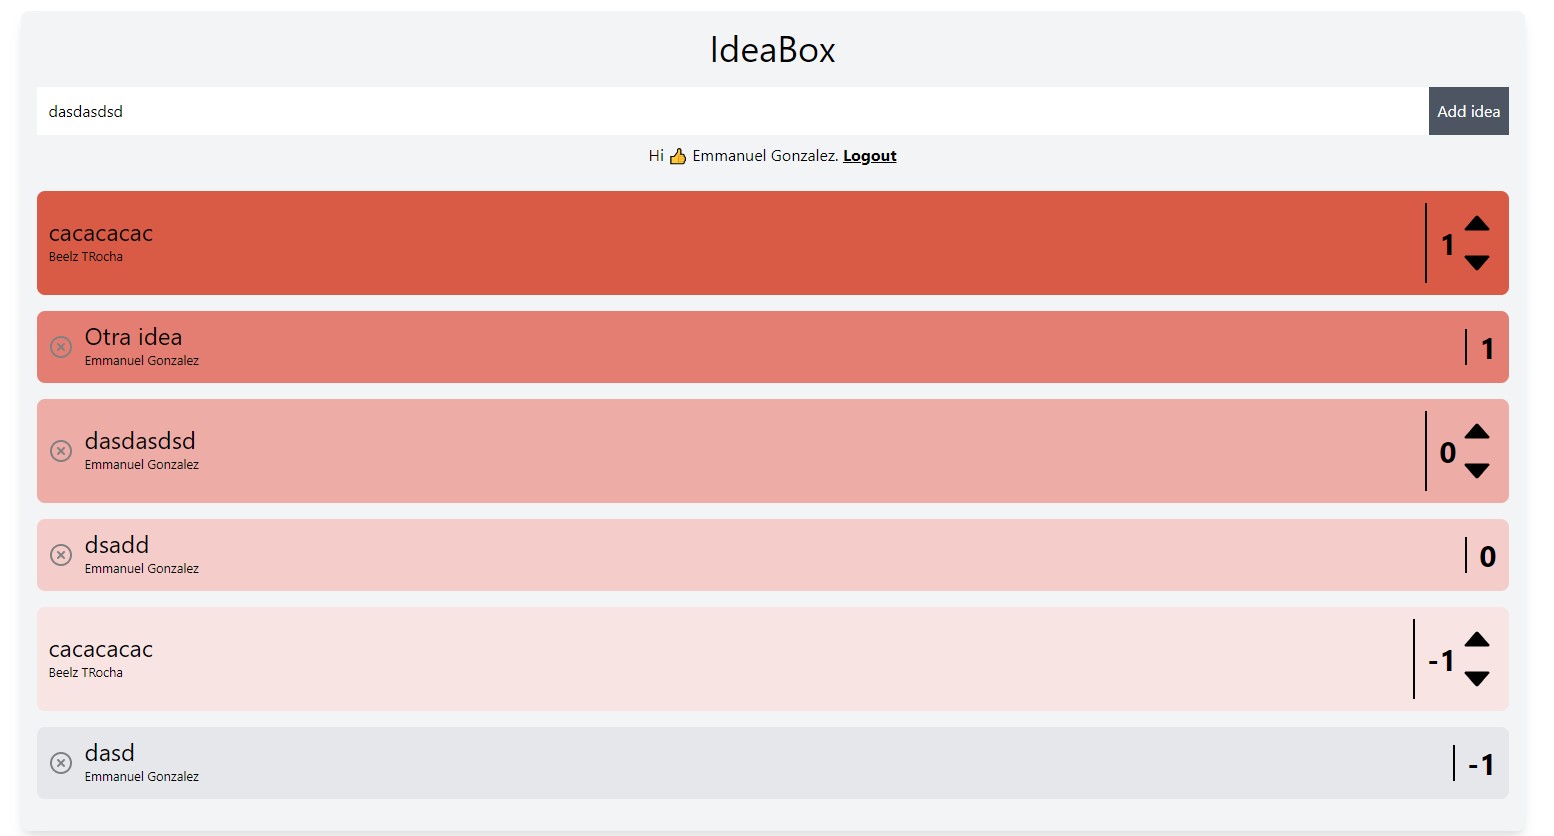 IdeaBox
dasdasdsd
Add idea
Hi 👍 Emmanuel Gonzalez. Logout
cacacacac
Beelz TRocha
1
Otra idea
Emmanuel Gonzalez
1
dasdasdsd
Emmanuel Gonzalez
0
dsadd
Emmanuel Gonzalez
0
cacacacac
Beelz TRocha
-1
dasd
Emmanuel Gonzalez
-1